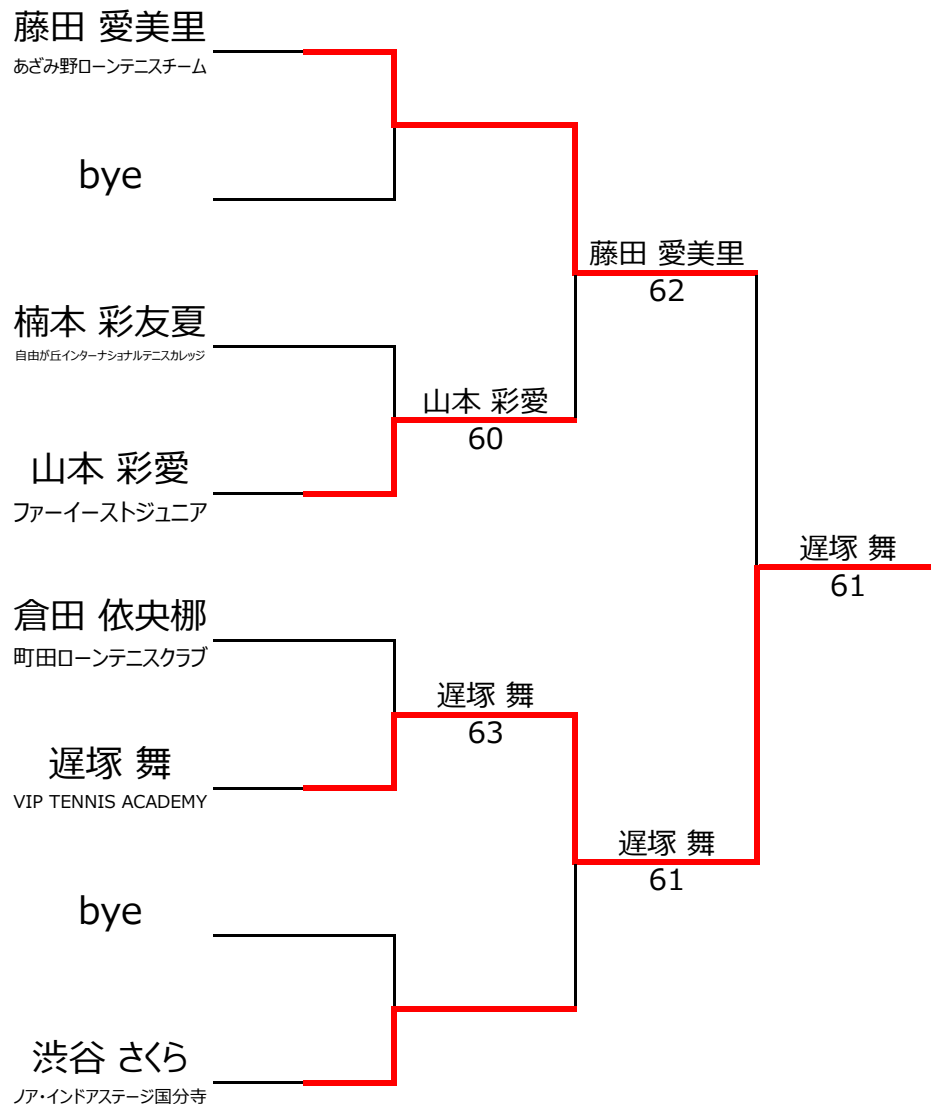 藤田 愛美里
あざみ野ローンテニスチーム
bye
藤田 愛美里
62
楠本 彩友夏
自由が丘インターナショナルテニスカレッジ
山本 彩愛
60
山本 彩愛
ファーイーストジュニア
遅塚 舞
61
倉田 依央梛
町田ローンテニスクラブ
遅塚 舞
63
遅塚 舞
VIP TENNIS ACADEMY
遅塚 舞
61
bye
渋谷 さくら
ノア・インドアステージ国分寺